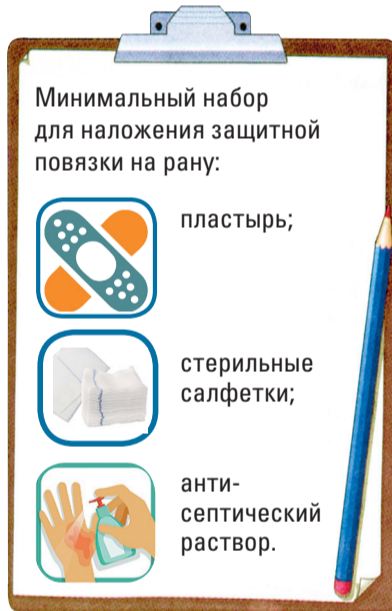 Минимальный набор
для наложения защитной
повязки на рану:
пластырь;
стерильные
салфетки;
анти-
септический
раствор.